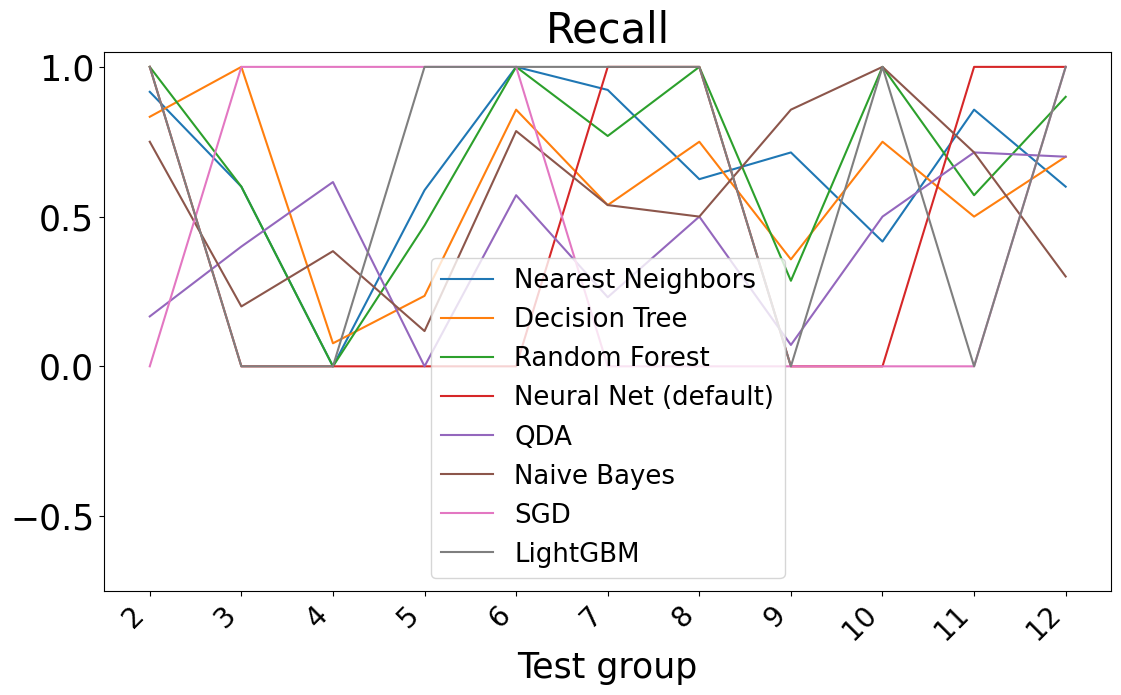 Recall
1.0
0.5
0.0
−0.5
Nearest Neighbors
Decision Tree
Random Forest
Neural Net (default)
QDA
Naive Bayes
SGD
LightGBM
2 3 4 5 6 7 8 9 10 11 12
Test group